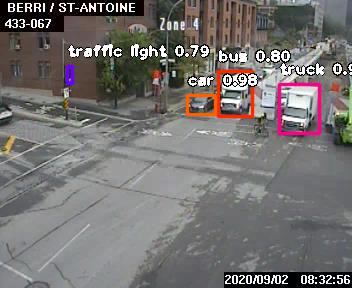 BERRI / ST-ANTOINE
433-067
Zone 4
traffic light 0.79
bus 0.80
truck 0.9
car 0.98
2020/09/02 08:32:56